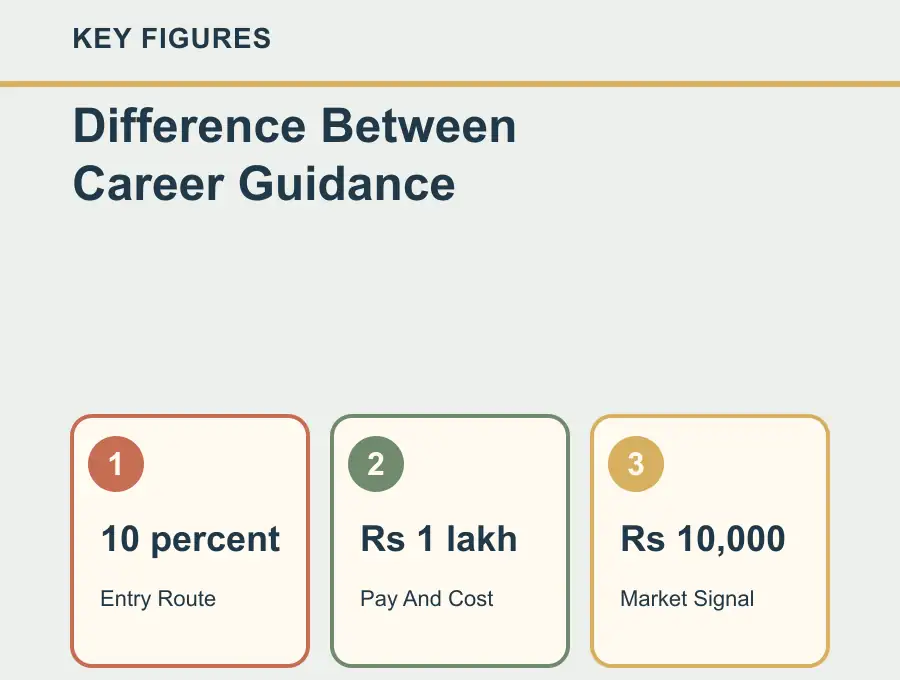 KEY FIGURES
Difference Between
Career Guidance
1
2
3
10 percent
Rs 1 lakh
Rs 10,000
Entry Route
Pay And Cost
Market Signal